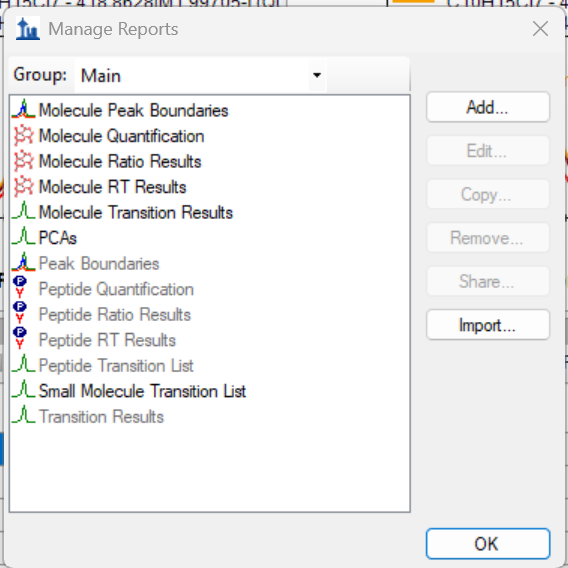 Manage Reports
Group: Main
Molecule Peak Boundaries
Molecule Quantification
Molecule Ratio Results
Molecule RT Results
Molecule Transition Results
PCAs
Peak Boundaries
Peptide Quantification
Peptide Ratio Results
Peptide RT Results
Peptide Transition List
Small Molecule Transition List
Transition Results
Add...
Edit...
Copy...
Remove...
Share...
Import...
OK